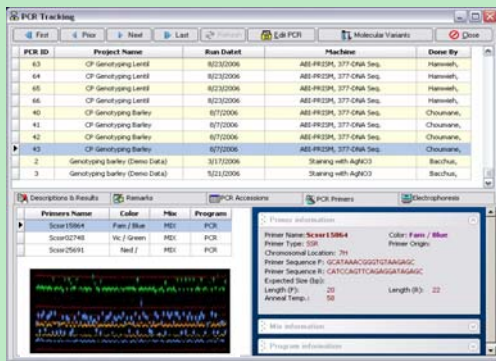 PCR Tracking
First Prior Next Last Refresh Edit PCR Molecular Variants Close
PCR ID Project Name Run Datet Machine Done By
63 CP Genotyping Lentil 8/23/2006 ABI-PRISM, 377-DNA Seq. Hamwieh,
64 CP Genotyping Lentil 8/23/2006 ABI-PRISM, 377-DNA Seq. Hamwieh,
65 CP Genotyping Lentil 8/23/2006 ABI-PRISM, 377-DNA Seq. Hamwieh,
66 CP Genotyping Lentil 8/23/2006 ABI-PRISM, 377-DNA Seq. Hamwieh,
40 CP Genotyping Barley 8/7/2006 ABI-PRISM, 377-DNA Seq. Choumane,
41 CP Genotyping Barley 8/7/2006 ABI-PRISM, 377-DNA Seq. Choumane,
42 CP Genotyping Barley 8/7/2006 ABI-PRISM, 377-DNA Seq. Choumane,
43 CP Genotyping Barley 8/7/2006 ABI-PRISM, 377-DNA Seq. Choumane,
2 Genotyping barley (Demo Data) 3/17/2006 Staining with AgNO3 Bacchus,
3 Genotyping barley (Demo Data) 5/21/2006 Staining with AgNO3 Bacchus,
Descriptions & Results Remarks PCR Accessions PCR Primers Electrophoresis
Primers Name Color Mix Program
Scssr15864 Fam / Blue MIX PCR
Scssr02748 Vic / Green MIX PCR
Scssr25691 Ned / MIX PCR
Primer information
Primer Name: Scssr15864 Color: Fam / Blue
Primer Type: SSR Primer Origin:
Chromosomal Location: 7H
Primer Sequence F: GCATAAACGGGTGTAAGAGC
Primer Sequence R: CATCCAGTTCAGAGGATAGAGC
Expected Size (bp):
Length (F): 20 Length (R): 22
Anneal Temp.: 58
Mix information
Program information